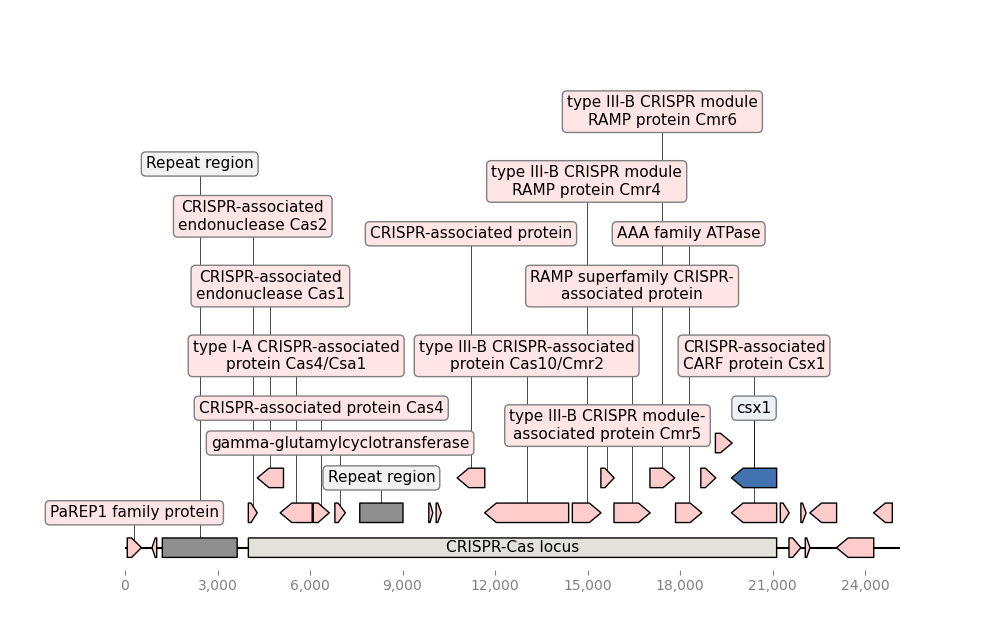 type III-B CRISPR module
RAMP protein Cmr6
Repeat region
type III-B CRISPR module
RAMP protein Cmr4
CRISPR-associated
endonuclease Cas2
CRISPR-associated protein
AAA family ATPase
CRISPR-associated
endonuclease Cas1
RAMP superfamily CRISPR-
associated protein
type I-A CRISPR-associated
protein Cas4/Csa1
type III-B CRISPR-associated
protein Cas10/Cmr2
CRISPR-associated
CARF protein Csx1
CRISPR-associated protein Cas4
csx1
type III-B CRISPR module-
associated protein Cmr5
gamma-glutamylcyclotransferase
Repeat region
PaREP1 family protein
CRISPR-Cas locus
0 3,000 6,000 9,000 12,000 15,000 18,000 21,000 24,000